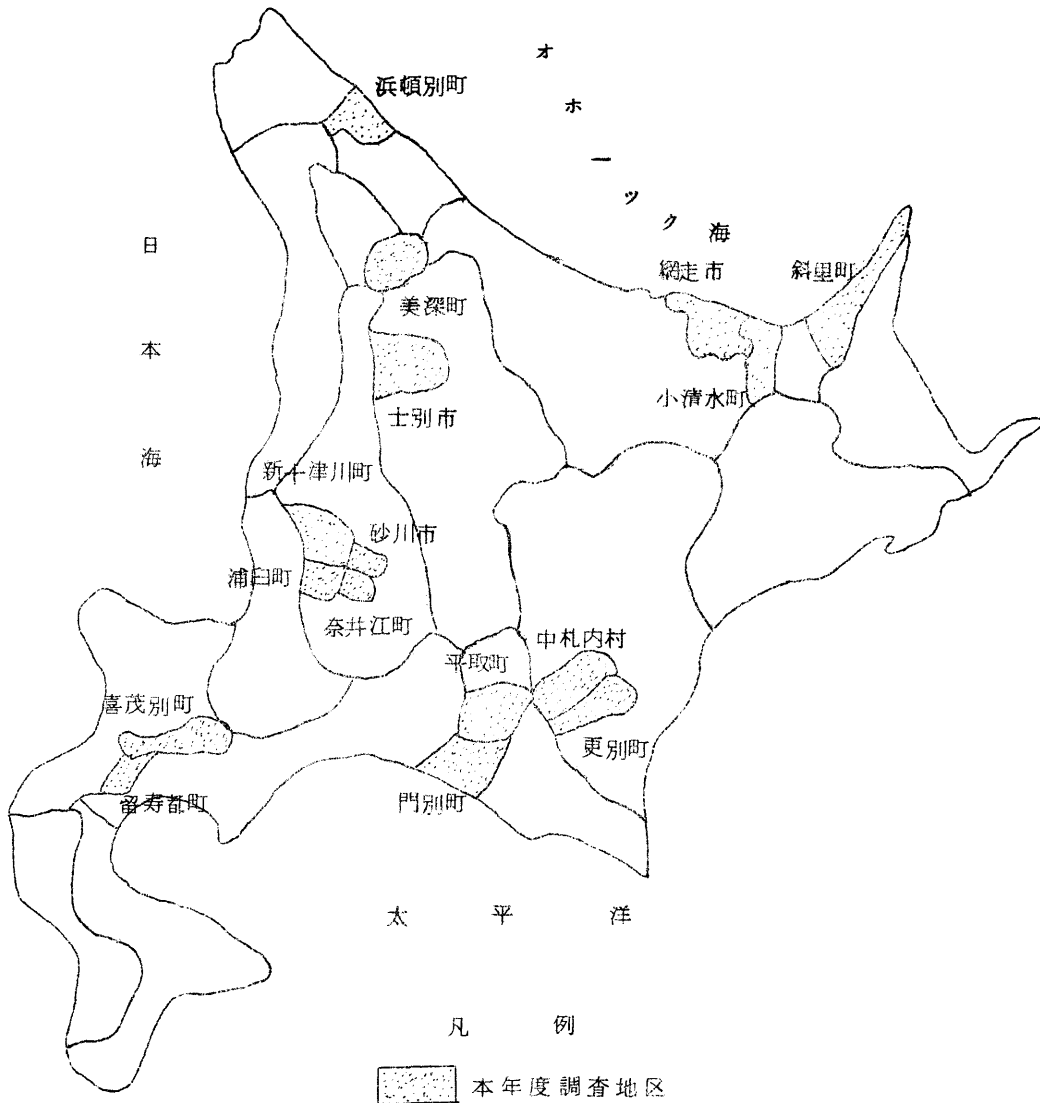 オホーツク海
浜頓別町
日本海
網走市
斜里町
美深町
小清水町
士別市
新十津川町
砂川市
浦臼町
奈井江町
中札内村
平取町
喜茂別町
更別町
門別町
留寿都町
太平洋
凡例
本年度調査地区